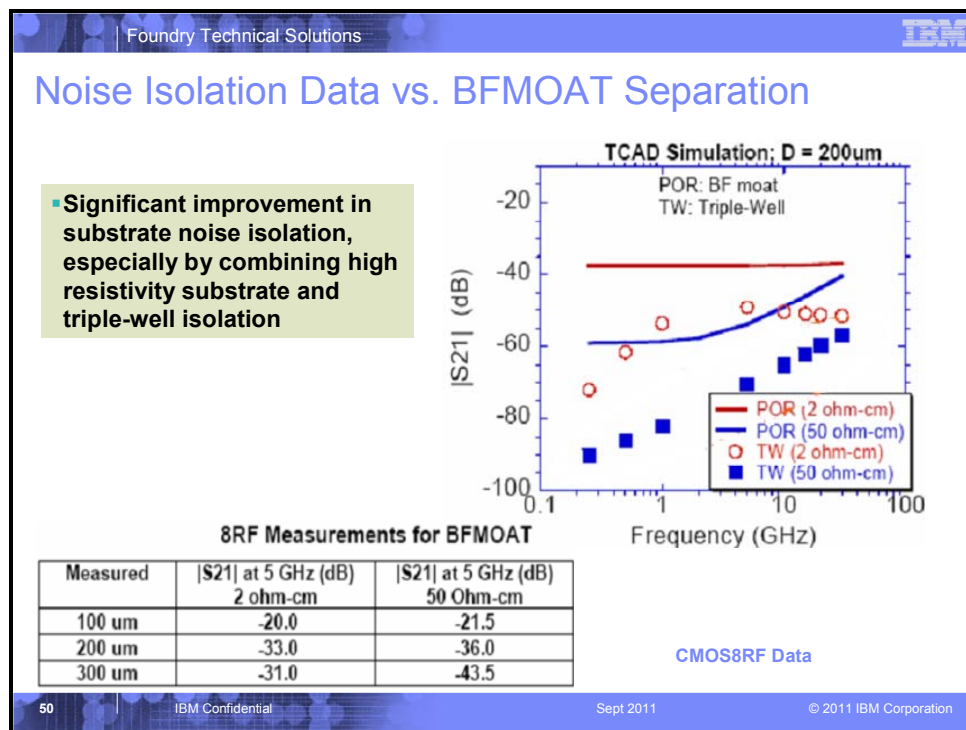 Foundry Technical Solutions
IBM
Noise Isolation Data vs. BFMOAT Separation
▪Significant improvement in
substrate noise isolation,
especially by combining high
resistivity substrate and
triple-well isolation
TCAD Simulation; D = 200um
POR: BF moat
TW: Triple-Well
-20
-40
-60
-80
-100
|S21| (dB)
POR (2 ohm-cm)
POR (50 ohm-cm)
TW (2 ohm-cm)
TW (50 ohm-cm)
0.1 1 10 100
Frequency (GHz)
8RF Measurements for BFMOAT
Measured |S21| at 5 GHz (dB) |S21| at 5 GHz (dB)
2 ohm-cm 50 Ohm-cm
100 um -20.0 -21.5
200 um -33.0 -36.0
300 um -31.0 -43.5
CMOS8RF Data
50 IBM Confidential Sept 2011 © 2011 IBM Corporation